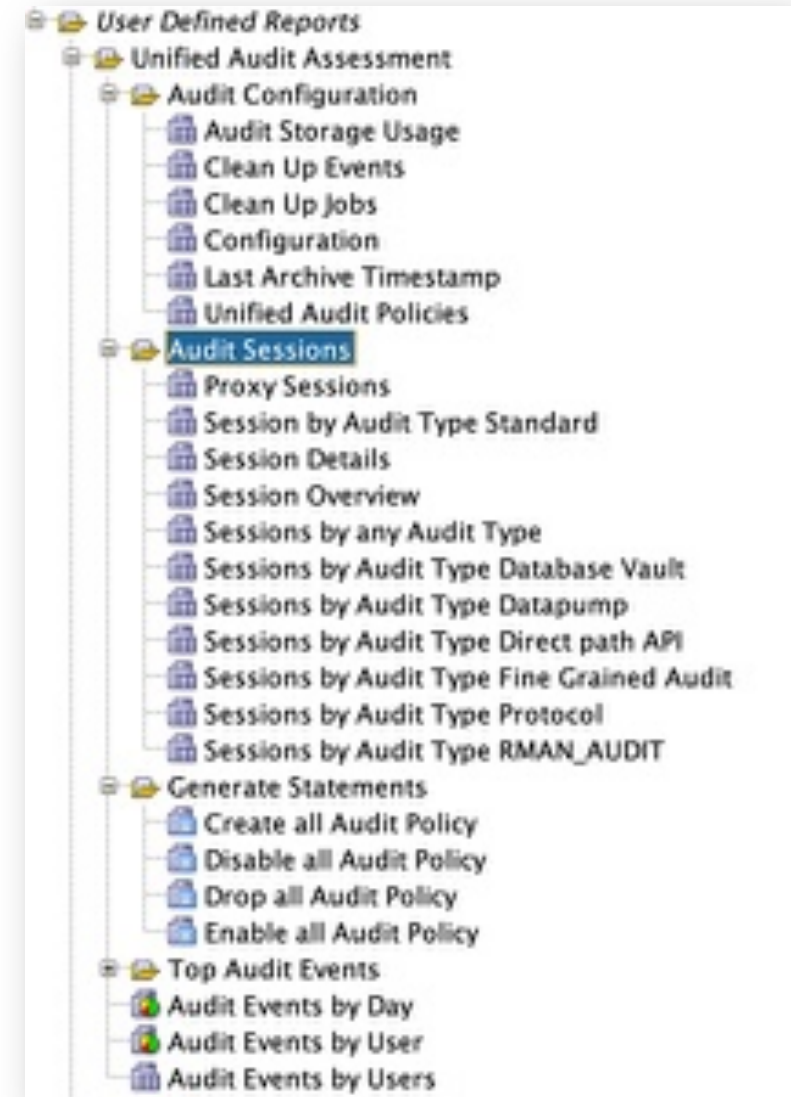 User Defined Reports
Unified Audit Assessment
Audit Configuration
Audit Storage Usage
Clean Up Events
Clean Up Jobs
Configuration
Last Archive Timestamp
Unified Audit Policies
Audit Sessions
Proxy Sessions
Session by Audit Type Standard
Session Details
Session Overview
Sessions by any Audit Type
Sessions by Audit Type Database Vault
Sessions by Audit Type Datapump
Sessions by Audit Type Direct path API
Sessions by Audit Type Fine Grained Audit
Sessions by Audit Type Protocol
Sessions by Audit Type RMAN_AUDIT
Generate Statements
Create all Audit Policy
Disable all Audit Policy
Drop all Audit Policy
Enable all Audit Policy
Top Audit Events
Audit Events by Day
Audit Events by User
Audit Events by Users